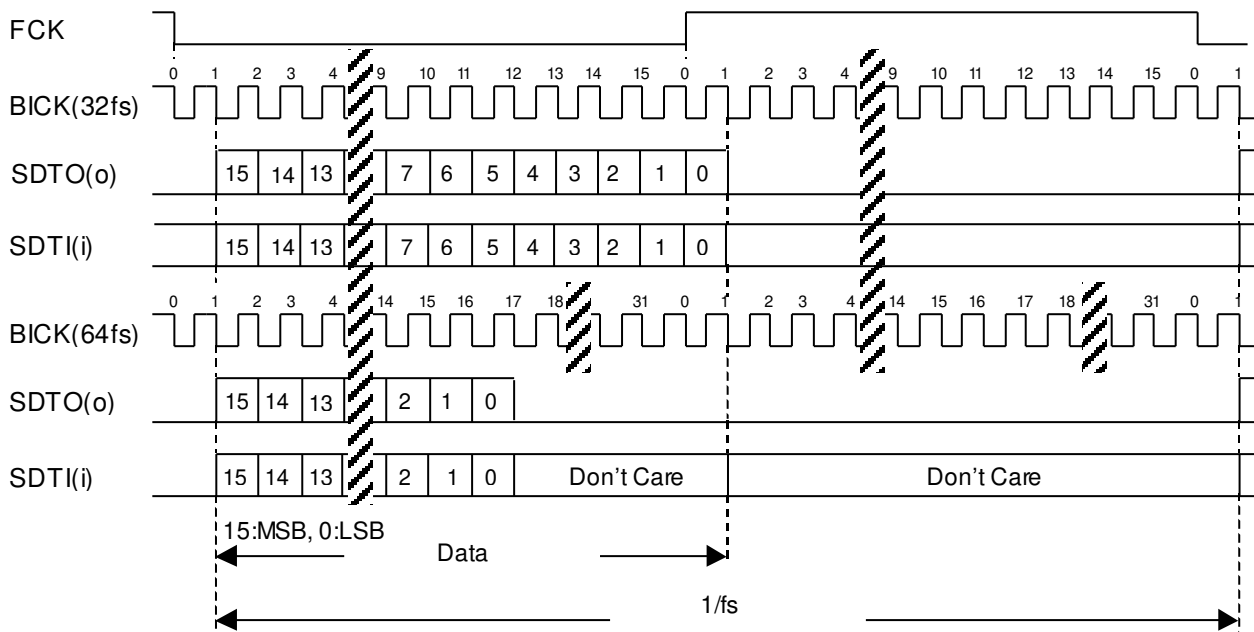 FCK
0 1 2 3 4 9 10 11 12 13 14 15 0 1 2 3 4 9 10 11 12 13 14 15 0 1
BICK(32fs)
SDTO(o) 15 14 13 7 6 5 4 3 2 1 0
SDTI(i) 15 14 13 7 6 5 4 3 2 1 0
0 1 2 3 4 14 15 16 17 18 31 0 1 2 3 4 14 15 16 17 18 31 0 1
BICK(64fs)
SDTO(o) 15 14 13 2 1 0
SDTI(i) 15 14 13 2 1 0 Don't Care Don't Care
15:MSB, 0:LSB
Data
1/fs